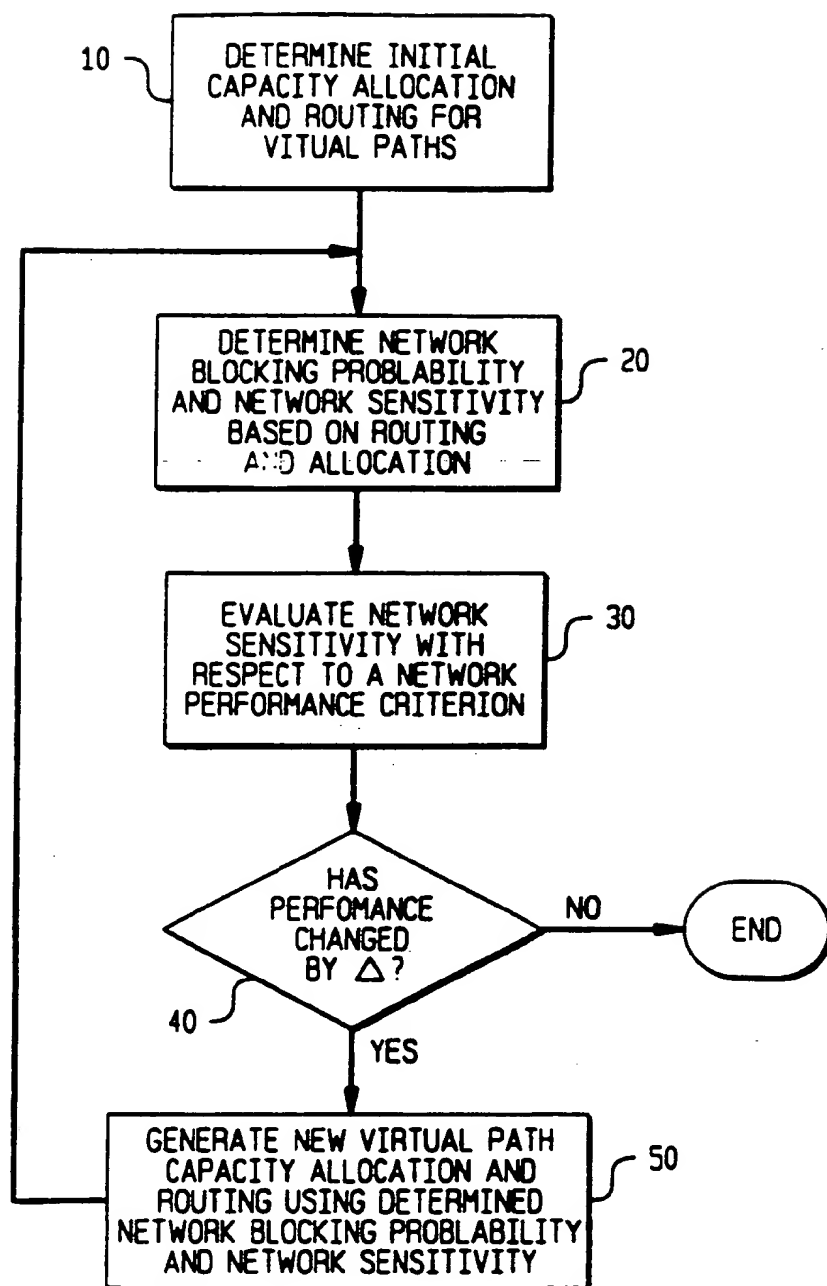 10
DETERMINE INITIAL
CAPACITY ALLOCATION
AND ROUTING FOR
VITUAL PATHS
DETERMINE NETWORK
BLOCKING PROBLABILITY
AND NETWORK SENSITIVITY
BASED ON ROUTING
AND ALLOCATION
20
EVALUATE NETWORK
SENSITIVITY WITH
RESPECT TO A NETWORK
PERFORMANCE CRITERION
30
HAS
PERFOMANCE
CHANGED
BY △?
40
NO
END
YES
GENERATE NEW VIRTUAL PATH
CAPACITY ALLOCATION AND
ROUTING USING DETERMINED
NETWORK BLOCKING PROBLABILITY
AND NETWORK SENSITIVITY
50